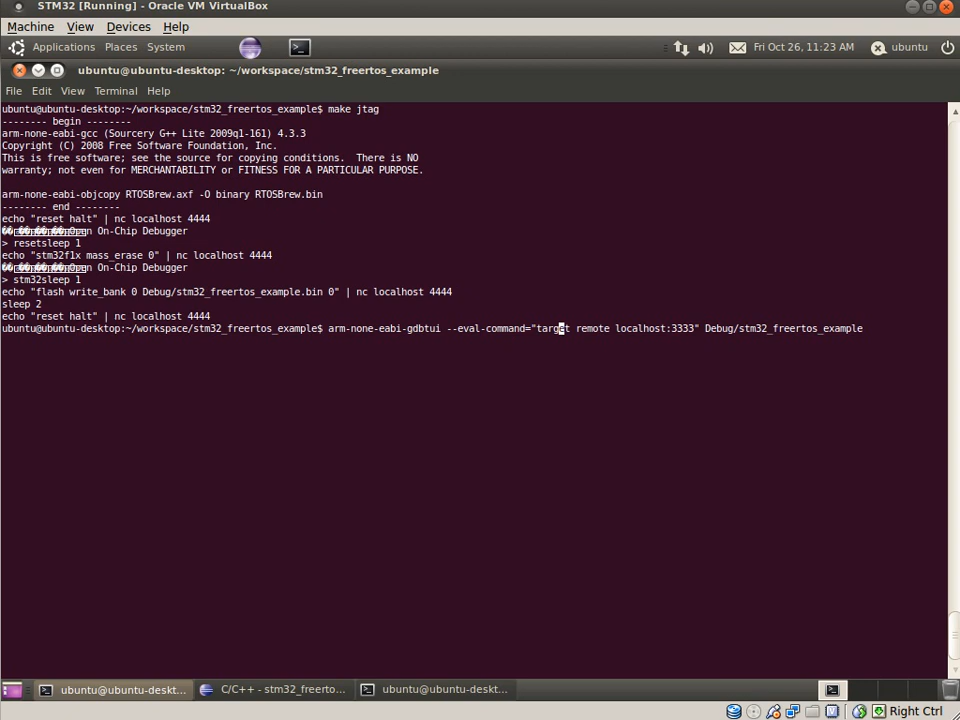 STM32 [Running] - Oracle VM VirtualBox
Machine View Devices Help
Applications Places System Fri Oct 26, 11:23 AM ubuntu
ubuntu@ubuntu-desktop: ~/workspace/stm32_freertos_example
File Edit View Terminal Help
ubuntu@ubuntu-desktop:~/workspace/stm32_freertos_example$ make jtag
-------- begin --------
arm-none-eabi-gcc (Sourcery G++ Lite 2009q1-161) 4.3.3
Copyright (C) 2008 Free Software Foundation, Inc.
This is free software; see the source for copying conditions.  There is NO
warranty; not even for MERCHANTABILITY or FITNESS FOR A PARTICULAR PURPOSE.
arm-none-eabi-objcopy RTOSBrew.axf -O binary RTOSBrew.bin
-------- end --------
echo "reset halt" | nc localhost 4444
Open On-Chip Debugger
> resetsleep 1
echo "stm32f1x mass_erase 0" | nc localhost 4444
Open On-Chip Debugger
> stm32sleep 1
echo "flash write_bank 0 Debug/stm32_freertos_example.bin 0" | nc localhost 4444
sleep 2
echo "reset halt" | nc localhost 4444
ubuntu@ubuntu-desktop:~/workspace/stm32_freertos_example$ arm-none-eabi-gdbtui --eval-command="target remote localhost:3333" Debug/stm32_freertos_example
ubuntu@ubuntu-deskt... C/C++ - stm32_freerto... ubuntu@ubuntu-deskt...
Right Ctrl